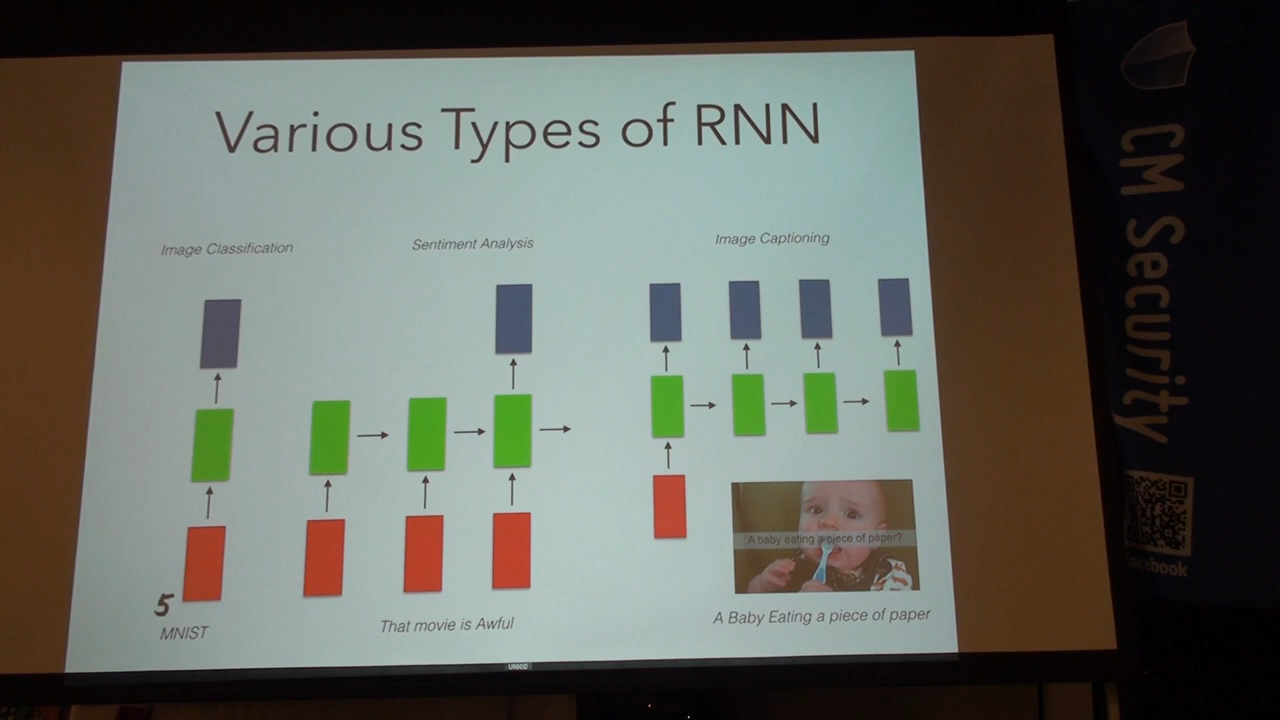 Various Types of RNN
Image Classification
Sentiment Analysis
Image Captioning
A baby eating a piece of paper?
5
MNIST
That movie is Awful
A Baby Eating a piece of paper
CM Security